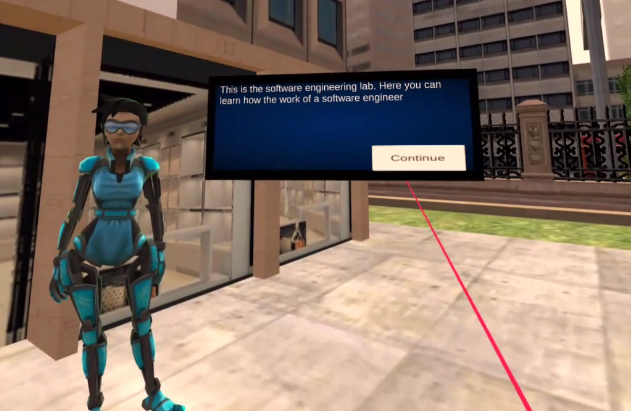 This is the software engineering lab. Here you can
learn how the work of a software engineer
Continue